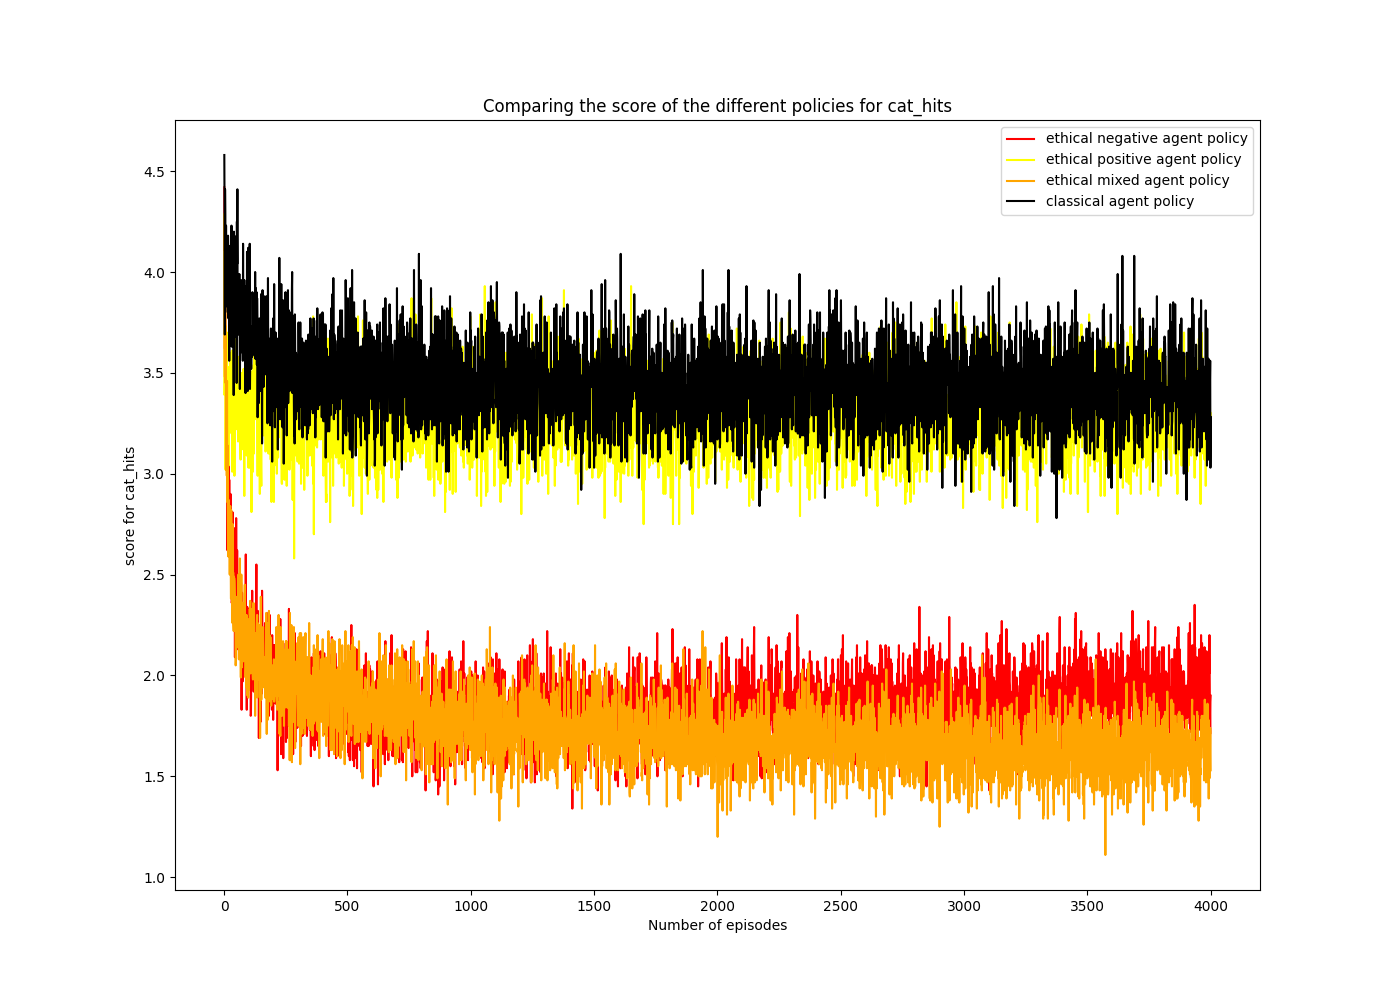 Comparing the score of the different policies for cat_hits
ethical negative agent policy
ethical positive agent policy
ethical mixed agent policy
classical agent policy
score for cat_hits
4.5
4.0
3.5
3.0
2.5
2.0
1.5
1.0
0
500
1000
1500
2000
2500
3000
3500
4000
Number of episodes